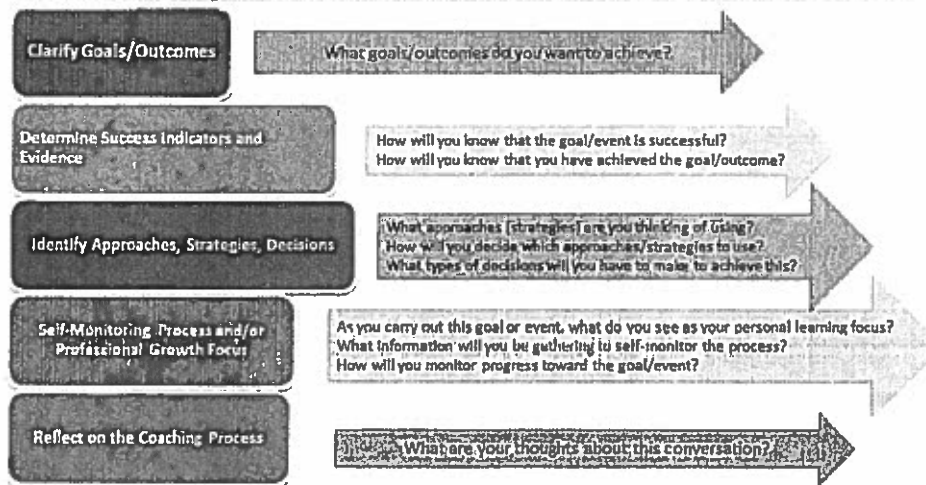 Clarify Goals/Outcomes
What goals/outcomes do you want to achieve?
Determine Success Indicators and
Evidence
How will you know that the goal/event is successful?
How will you know that you have achieved the goal/outcome?
Identify Approaches, Strategies, Decisions
What approaches (strategies) are you thinking of using?
How will you decide which approaches/strategies to use?
What types of decisions will you have to make to achieve this?
Self-Monitoring Process and/or
Professional Growth Focus
As you carry out this goal or event, what do you see as your personal learning focus?
What information will you be gathering to self-monitor the process?
How will you monitor progress toward the goal/event?
Reflect on the Coaching Process
What are your thoughts about this conversation?